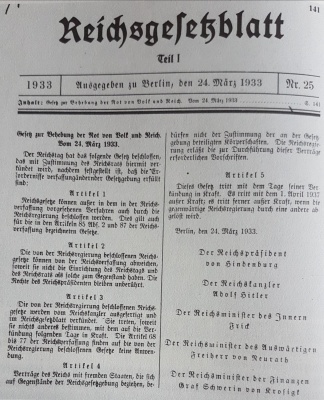 141
Reichsgesetzblatt
Teil I
1933 Ausgegeben zu Berlin, den 24. März 1933 Nr. 25
Inhalt: Gesetz zur Behebung der Not von Volk und Reich. Vom 24. März 1933 S. 141
Gesetz zur Behebung der Not von Volk und Reich.
Vom 24. März 1933.
Der Reichstag hat das folgende Gesetz beschlossen,
das mit Zustimmung des Reichsrats hiermit ver-
kündet wird, nachdem festgestellt ist, daß die Er-
fordernisse verfassungändernder Gesetzgebung erfüllt
sind:
Artikel 1
Reichsgesetze können außer in dem in der Reichs-
verfassung vorgesehenen Verfahren auch durch die
Reichsregierung beschlossen werden. Dies gilt auch
für die in den Artikeln 85 Abs. 2 und 87 der Reichs-
verfassung bezeichneten Gesetze.
Artikel 2
Die von der Reichsregierung beschlossenen Reichs-
gesetze können von der Reichsverfassung abweichen,
soweit sie nicht die Einrichtung des Reichstags und
des Reichsrats als solche zum Gegenstand haben. Die
Rechte des Reichspräsidenten bleiben unberührt.
Artikel 3
Die von der Reichsregierung beschlossenen Reichs-
gesetze werden vom Reichskanzler ausgefertigt und
im Reichsgesetzblatt verkündet. Sie treten, soweit
sie nichts anderes bestimmen, mit dem auf die Ver-
kündung folgenden Tage in Kraft. Die Artikel 68
bis 77 der Reichsverfassung finden auf die von der
Reichsregierung beschlossenen Gesetze keine Anwen-
dung.
Artikel 4
Verträge des Reichs mit fremden Staaten, die sich
auf Gegenstände der Reichsgesetzgebung beziehen, be-
dürfen nicht der Zustimmung der an der Gesetz-
gebung beteiligten Körperschaften. Die Reichsregie-
rung erläßt die zur Durchführung dieser Verträge
erforderlichen Vorschriften.
Artikel 5
Dieses Gesetz tritt mit dem Tage seiner Ver-
kündung in Kraft. Es tritt mit dem 1. April 1937
außer Kraft; es tritt ferner außer Kraft, wenn die
gegenwärtige Reichsregierung durch eine andere ab-
gelöst wird.
Berlin, den 24. März 1933.
Der Reichspräsident
von Hindenburg
Der Reichskanzler
Adolf Hitler
Der Reichsminister des Innern
Frick
Der Reichsminister des Auswärtigen
Freiherr von Neurath
Der Reichsminister der Finanzen
Graf Schwerin von Krosigk